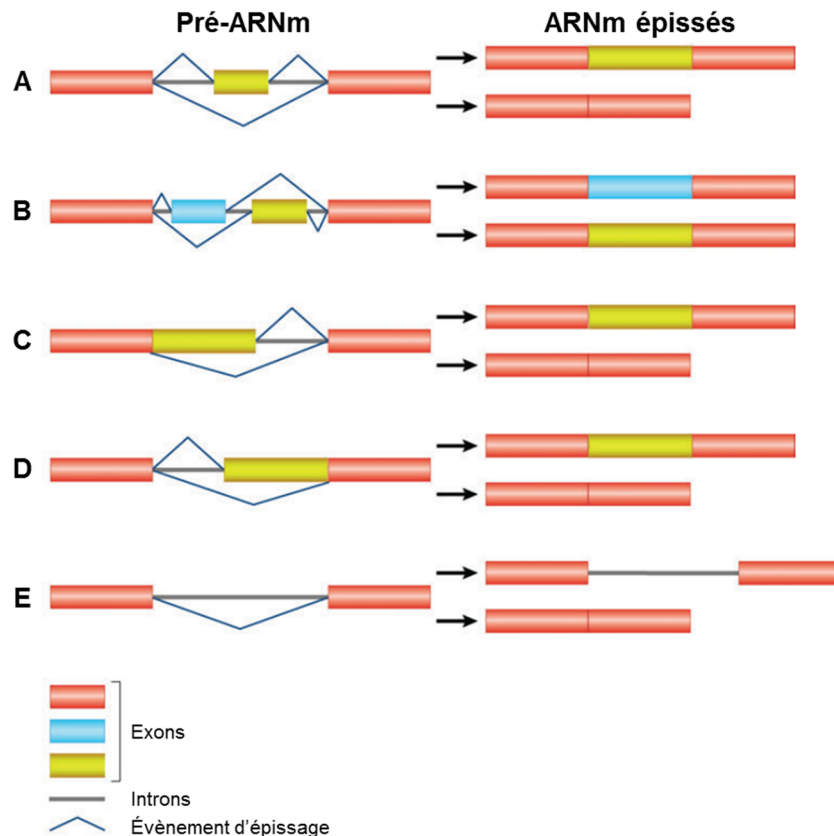 Pré-ARNm ARNm épissés
A
B
C
D
E
Exons
Introns
Évènement d'épissage